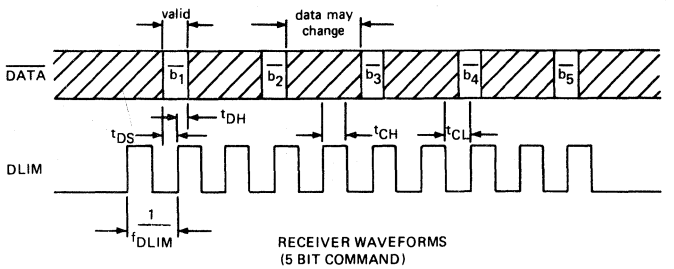 valid
data may
change
DATA
b1
b2
b3
b4
b5
tDS
tDH
tCH
tCL
DLIM
1
fDLIM
RECEIVER WAVEFORMS
(5 BIT COMMAND)